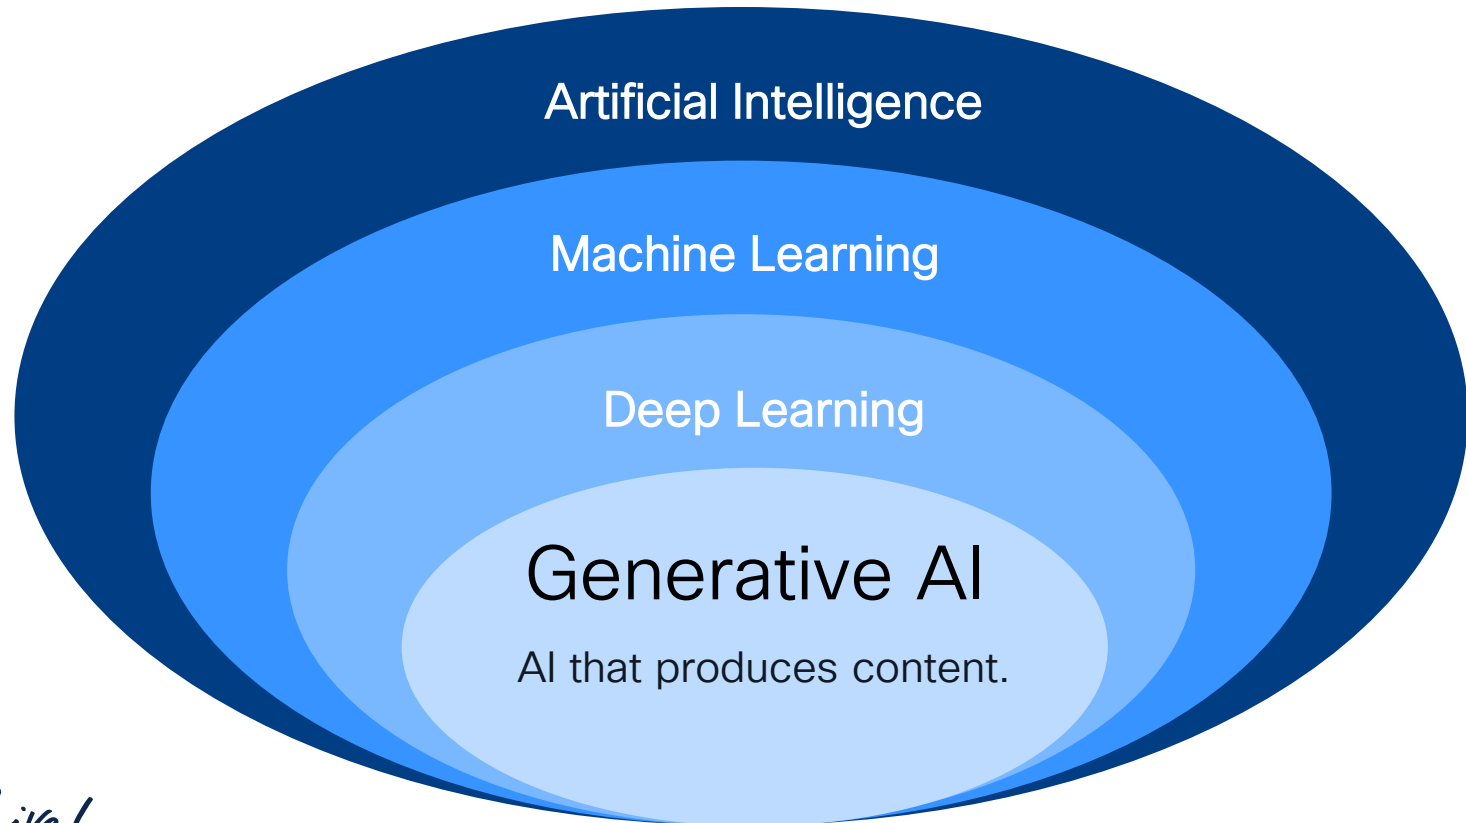 Artificial Intelligence
Machine Learning
Deep Learning
Generative AI
AI that produces content.